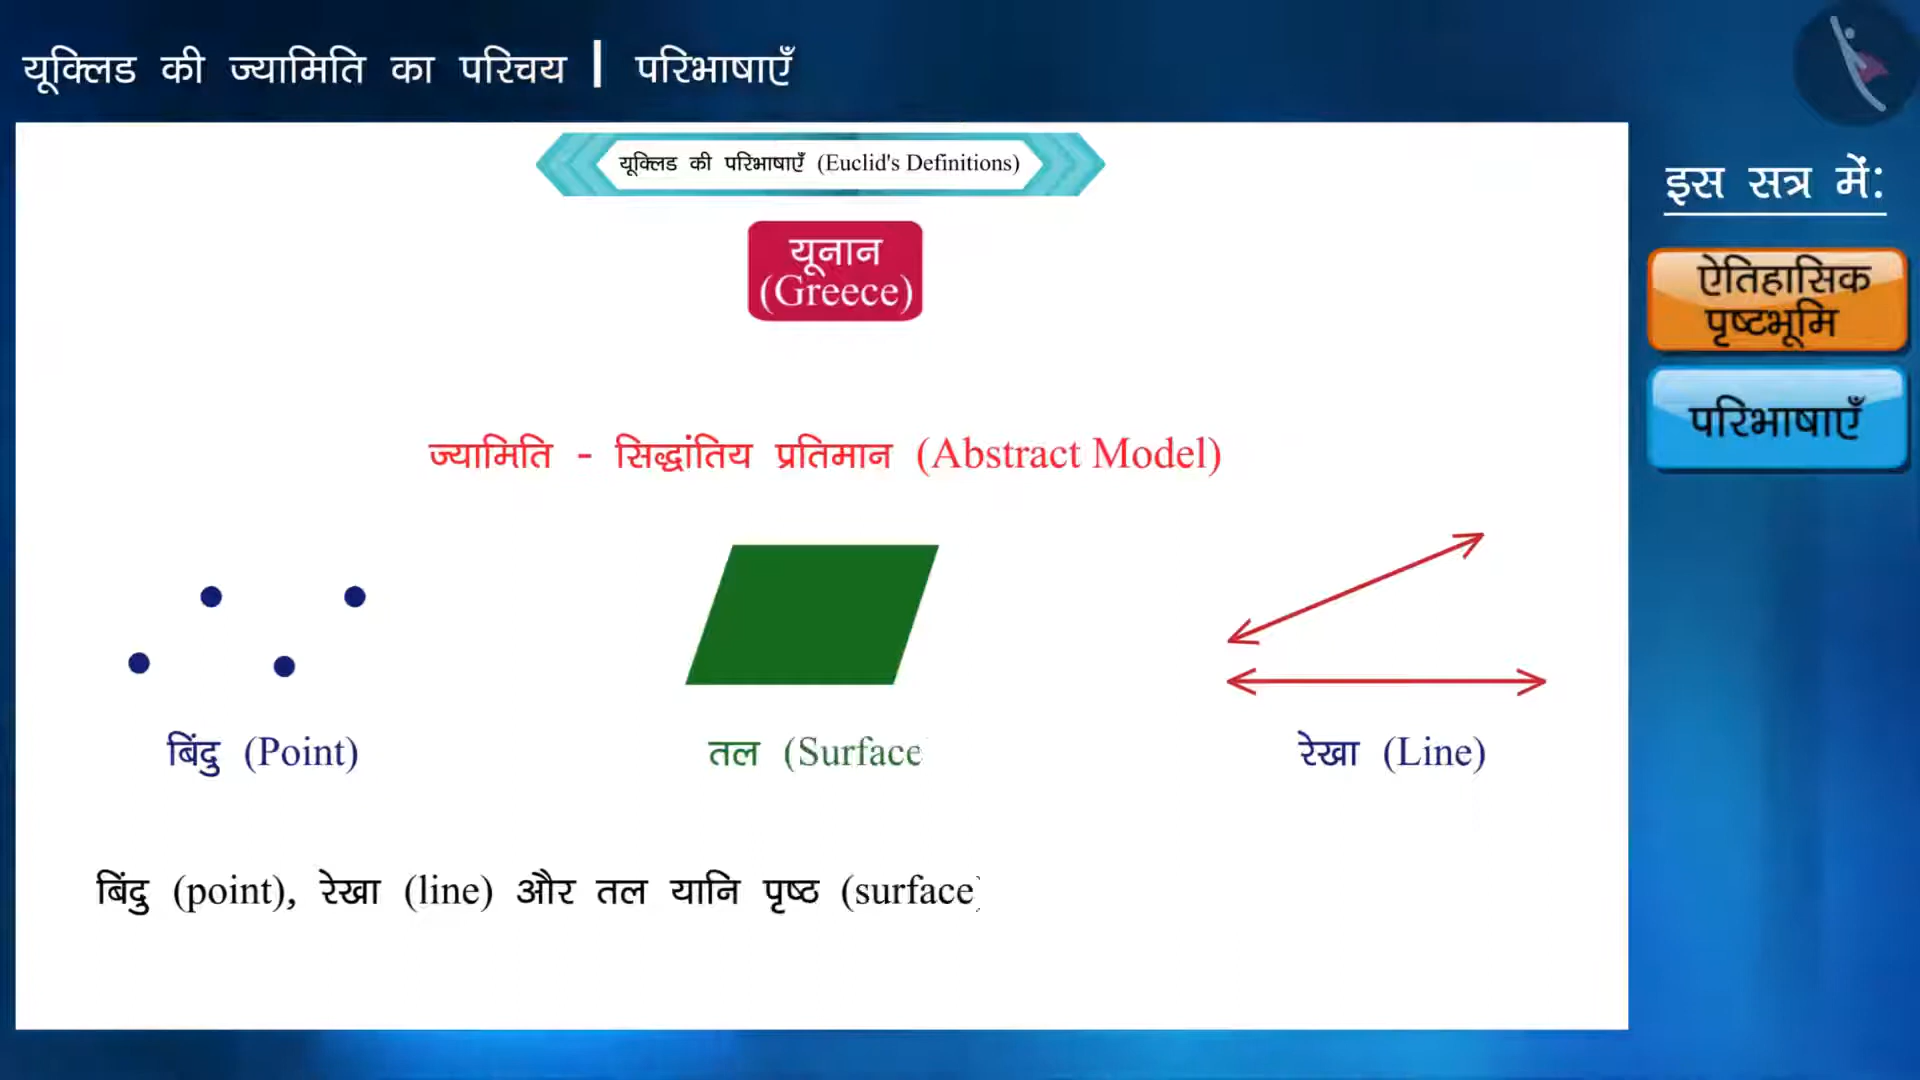 यूक्लिड की ज्यामिति का परिचय | परिभाषाएँ
यूक्लिड की परिभाषाएँ (Euclid's Definitions)
यूनान
(Greece)
ज्यामिति - सिद्धांतिय प्रतिमान (Abstract Model)
बिंदु (Point)
तल (Surface
रेखा (Line)
बिंदु (point), रेखा (line) और तल यानि पृष्ठ (surface)
इस सत्र में:
ऐतिहासिक
पृष्टभूमि
परिभाषाएँ